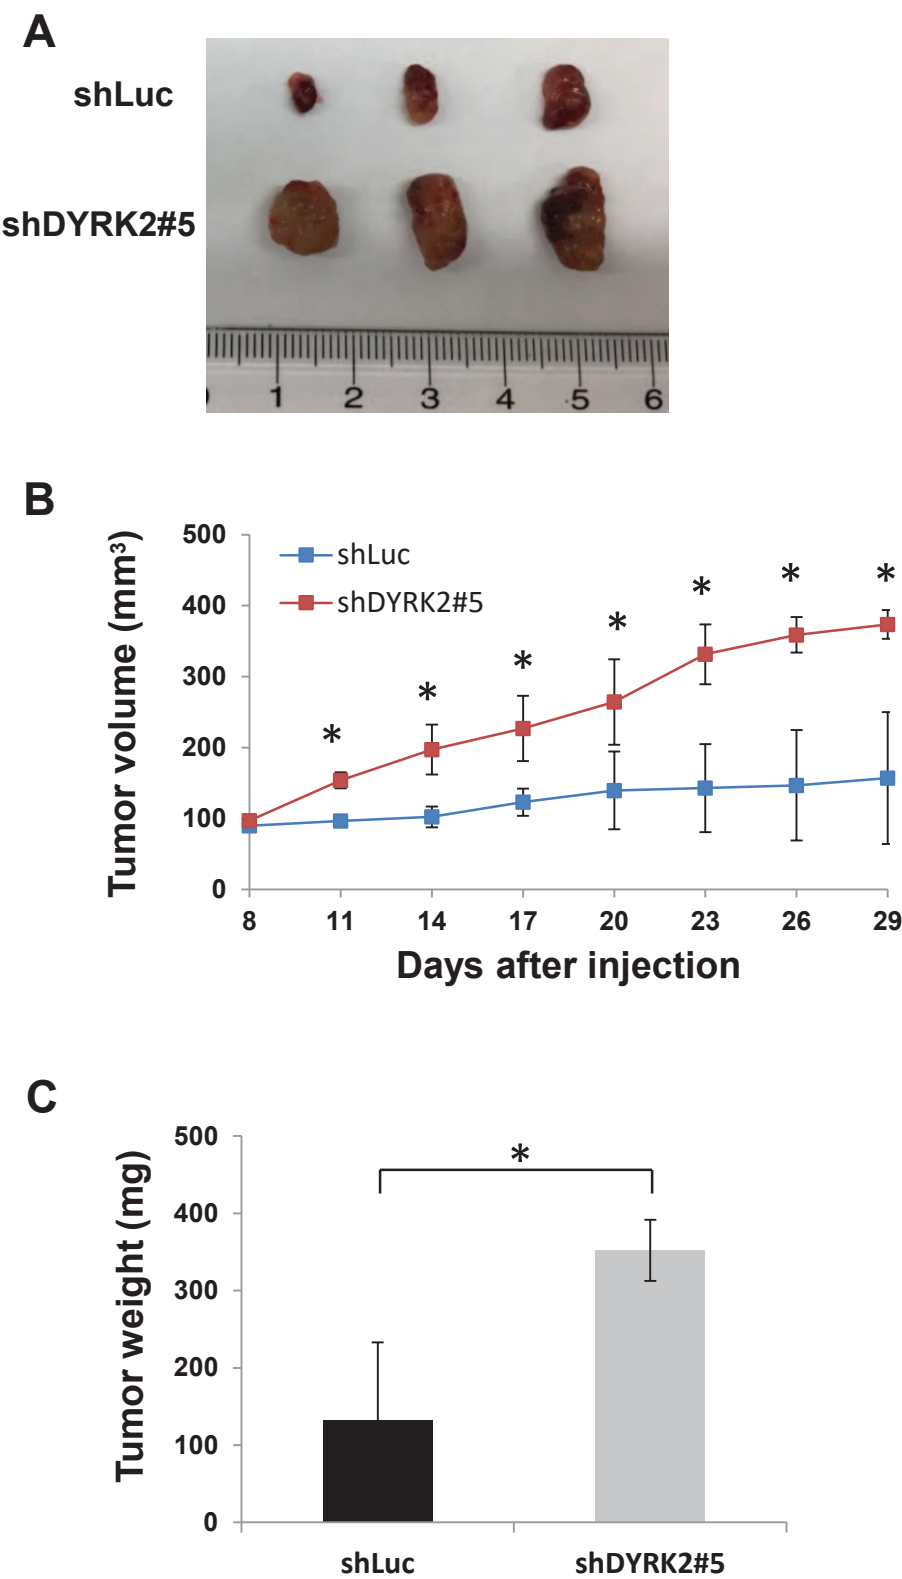 A
shLuc
shDYRK2#5
1 2 3 4 5 6
B
Tumor volume (mm³)
500
400
300
200
100
0
shLuc
shDYRK2#5
*
*
*
*
*
*
*
8 11 14 17 20 23 26 29
Days after injection
C
Tumor weight (mg)
500
400
300
200
100
0
*
shLuc
shDYRK2#5